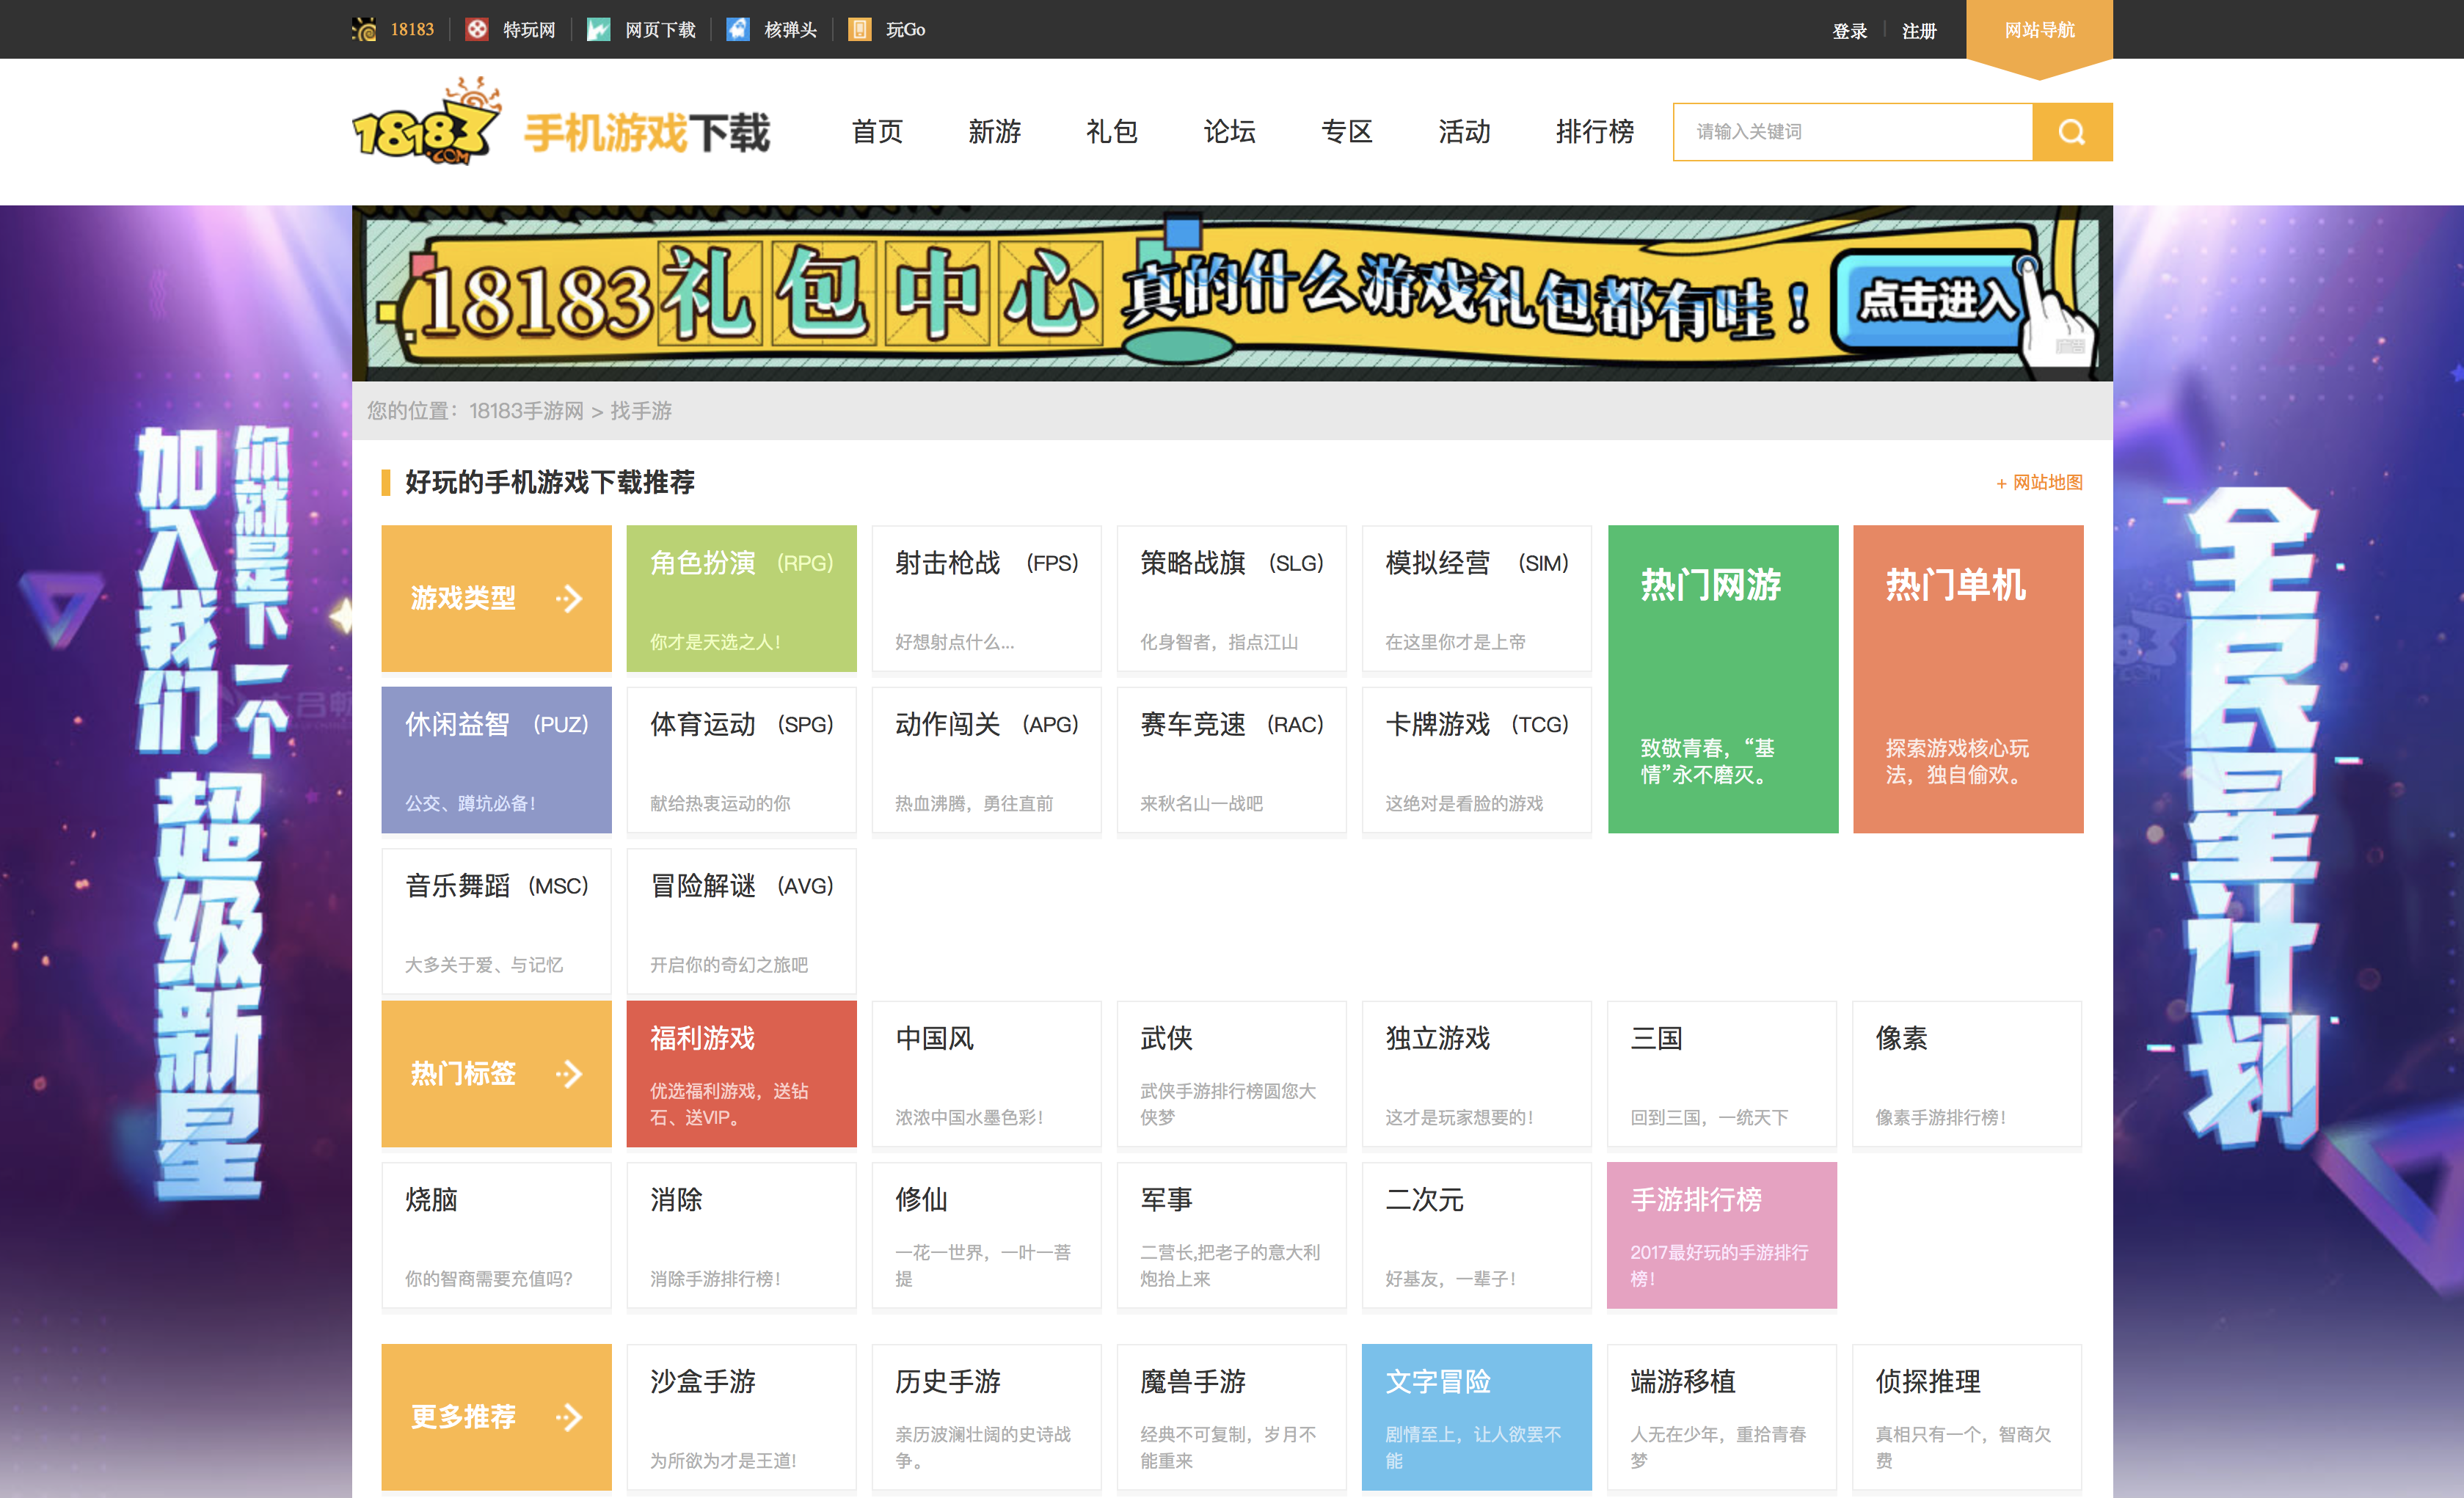 18183
特玩网
网页下载
核弹头
玩Go
登录
注册
网站导航
18183
.COM
手机游戏下载
首页
新游
礼包
论坛
专区
活动
排行榜
请输入关键词
18183礼包中心 真的什么游戏礼包都有哇！ 点击进入
广告
您的位置：18183手游网 > 找手游
你就是下一个
加入我们
超级新星
全民星计划
好玩的手机游戏下载推荐
+ 网站地图
游戏类型
角色扮演 (RPG)
你才是天选之人！
射击枪战 (FPS)
好想射点什么...
策略战旗 (SLG)
化身智者，指点江山
模拟经营 (SIM)
在这里你才是上帝
热门网游
致敬青春，“基
情”永不磨灭。
热门单机
探索游戏核心玩
法，独自偷欢。
休闲益智 (PUZ)
公交、蹲坑必备！
体育运动 (SPG)
献给热衷运动的你
动作闯关 (APG)
热血沸腾，勇往直前
赛车竞速 (RAC)
来秋名山一战吧
卡牌游戏 (TCG)
这绝对是看脸的游戏
音乐舞蹈 (MSC)
大多关于爱、与记忆
冒险解谜 (AVG)
开启你的奇幻之旅吧
热门标签
福利游戏
优选福利游戏，送钻
石、送VIP。
中国风
浓浓中国水墨色彩！
武侠
武侠手游排行榜圆您大
侠梦
独立游戏
这才是玩家想要的！
三国
回到三国，一统天下
像素
像素手游排行榜！
烧脑
你的智商需要充值吗？
消除
消除手游排行榜！
修仙
一花一世界，一叶一菩
提
军事
二营长,把老子的意大利
炮抬上来
二次元
好基友，一辈子！
手游排行榜
2017最好玩的手游排行
榜！
更多推荐
沙盒手游
为所欲为才是王道!
历史手游
亲历波澜壮阔的史诗战
争。
魔兽手游
经典不可复制，岁月不
能重来
文字冒险
剧情至上，让人欲罢不
能
端游移植
人无在少年，重拾青春
梦
侦探推理
真相只有一个，智商欠
费